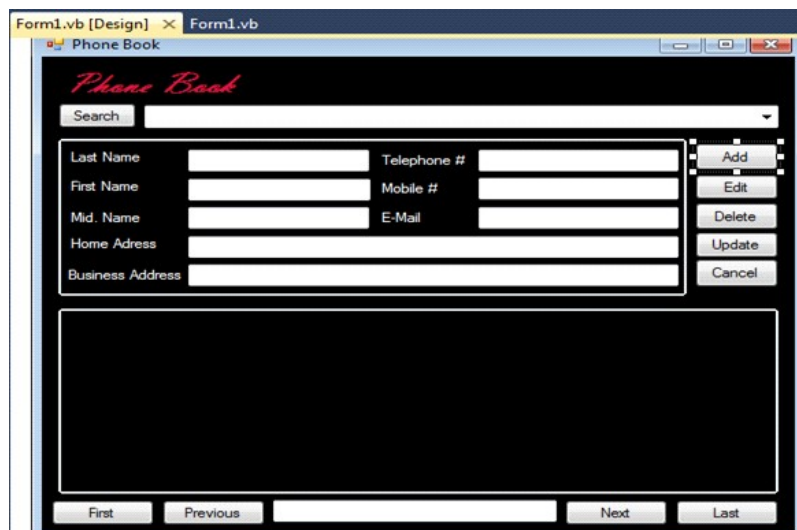 Form1.vb [Design] × Form1.vb
Phone Book
Phone Book
Search
Last Name Telephone # Add
First Name Mobile # Edit
Mid. Name E-Mail Delete
Home Adress Update
Business Address Cancel
First Previous Next Last